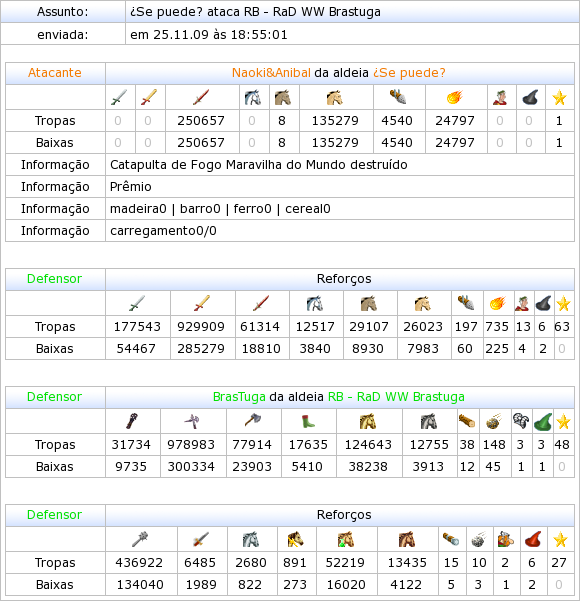 Assunto: ¿Se puede? ataca RB - RaD WW Brastuga
enviada: em 25.11.09 às 18:55:01
Atacante Naoki&Anibal da aldeia ¿Se puede?
Tropas 0 0 250657 0 8 135279 4540 24797 0 0 1
Baixas 0 0 250657 0 8 135279 4540 24797 0 0 1
Informação Catapulta de Fogo Maravilha do Mundo destruído
Informação Prêmio
Informação madeira0 | barro0 | ferro0 | cereal0
Informação carregamento0/0
Defensor Reforços
Tropas 177543 929909 61314 12517 29107 26023 197 735 13 6 63
Baixas 54467 285279 18810 3840 8930 7983 60 225 4 2 0
Defensor BrasTuga da aldeia RB - RaD WW Brastuga
Tropas 31734 978983 77914 17635 124643 12755 38 148 3 3 48
Baixas 9735 300334 23903 5410 38238 3913 12 45 1 1 0
Defensor Reforços
Tropas 436922 6485 2680 891 52219 13435 15 10 2 6 27
Baixas 134040 1989 822 273 16020 4122 5 3 1 2 0